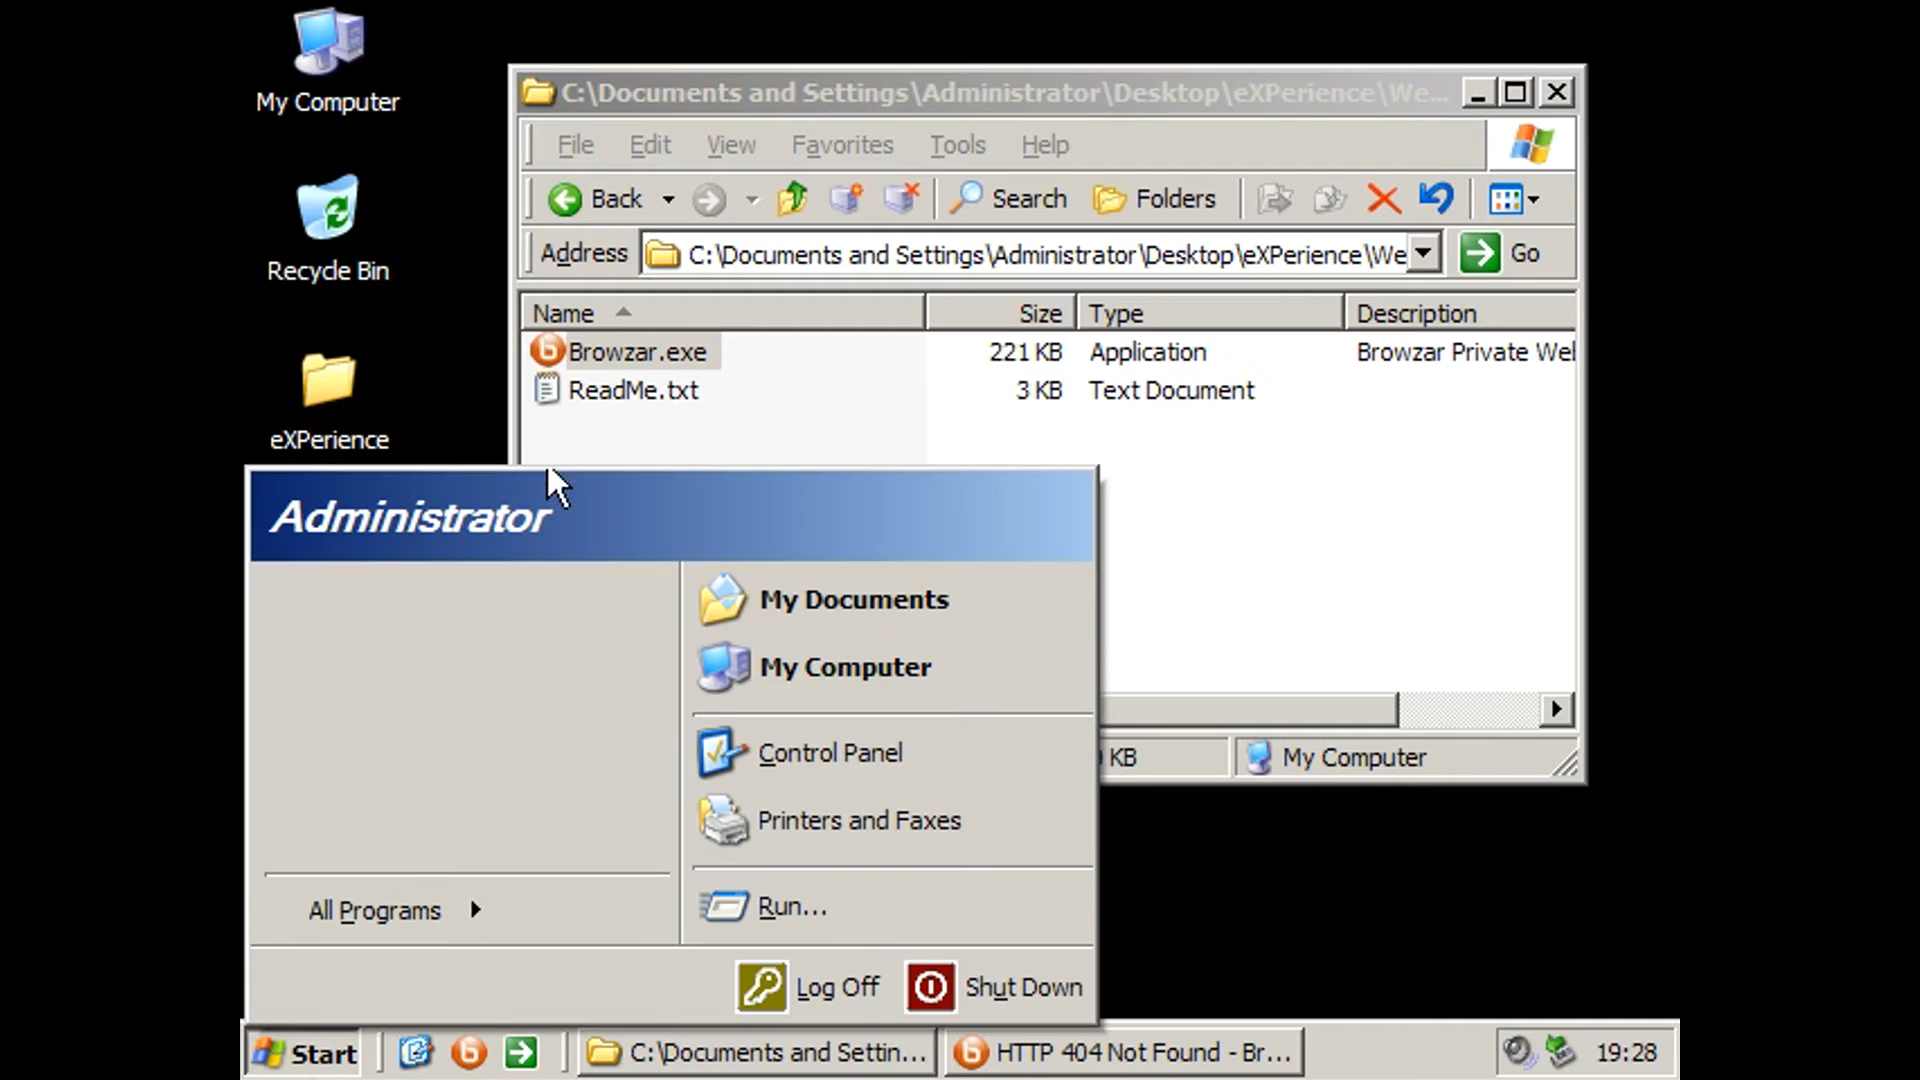 My Computer
Recycle Bin
eXPerience
C:\Documents and Settings\Administrator\Desktop\eXPerience\We...
File Edit View Favorites Tools Help
Back Search Folders
Address C:\Documents and Settings\Administrator\Desktop\eXPerience\We Go
Name Size Type Description
Browzar.exe 221 KB Application Browzar Private Wel
ReadMe.txt 3 KB Text Document
KB My Computer
Administrator
My Documents
My Computer
Control Panel
Printers and Faxes
Run...
All Programs
Log Off Shut Down
Start C:\Documents and Settin... HTTP 404 Not Found - Br... 19:28